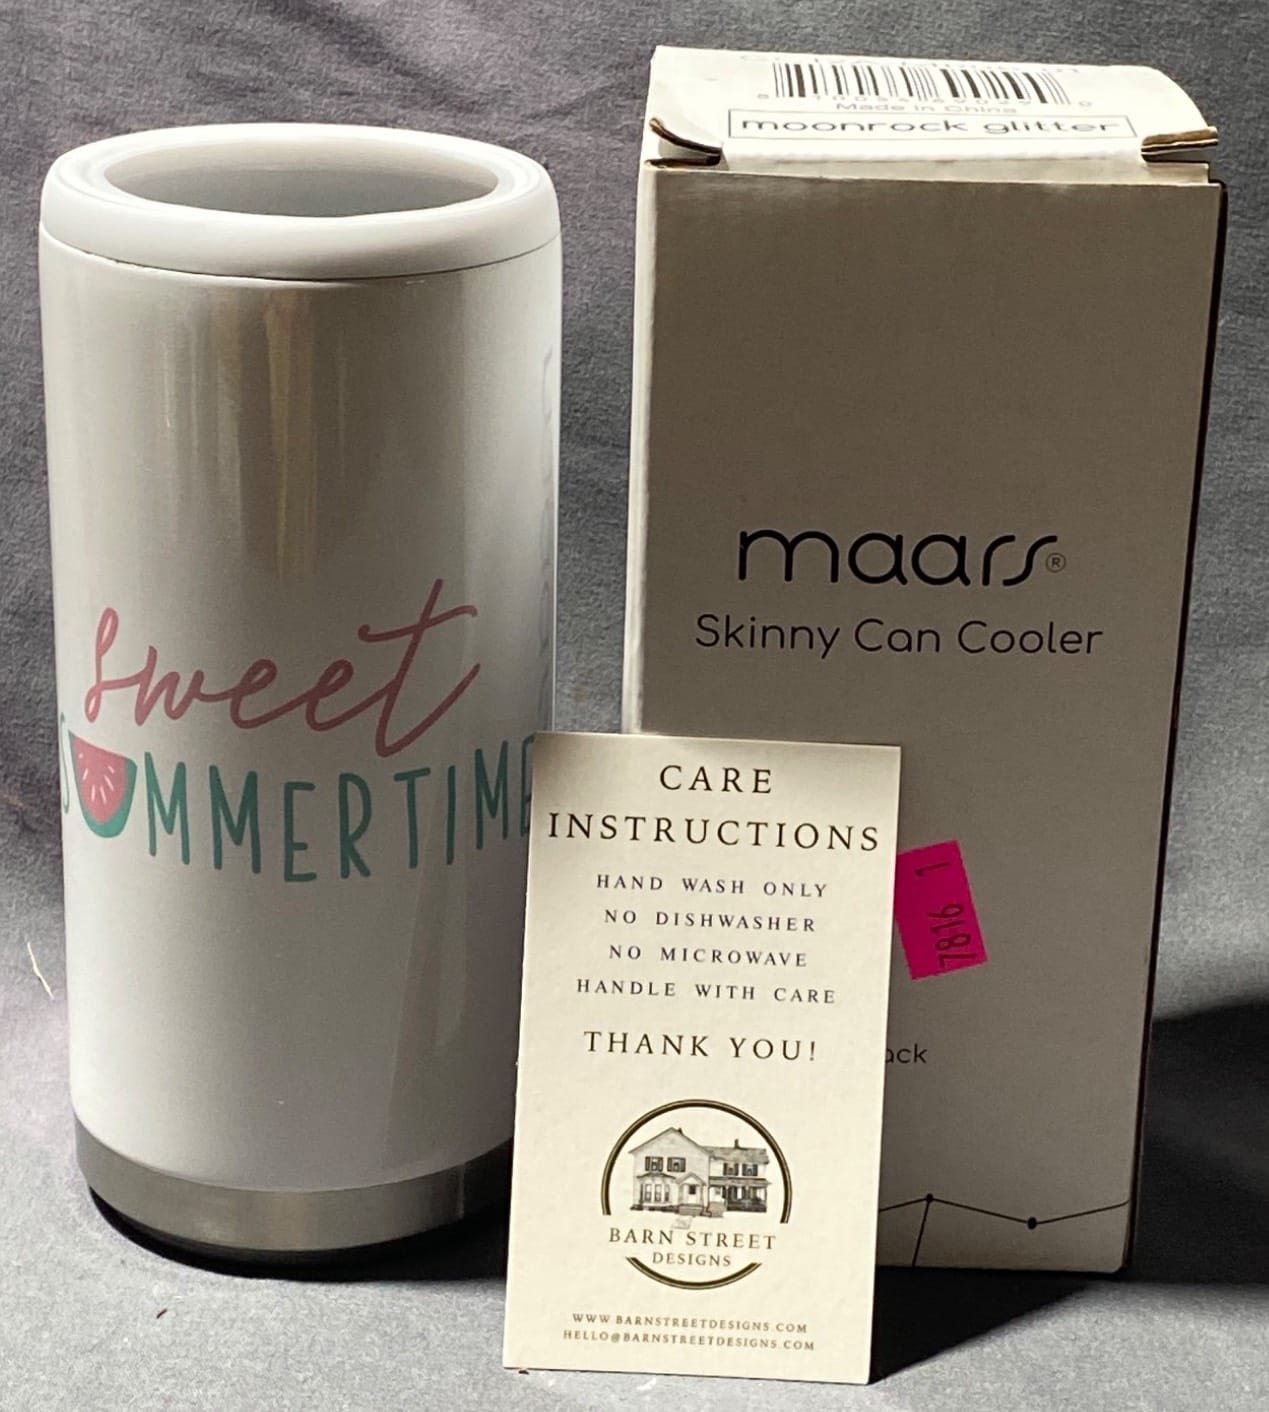 Made in China
moonrock glitter
maars®
Skinny Can Cooler
sweet
SUMMERTIME
CARE
INSTRUCTIONS
HAND WASH ONLY
NO DISHWASHER
NO MICROWAVE
HANDLE WITH CARE
THANK YOU!
BARN STREET
DESIGNS
WWW.BARNSTREETDESIGNS.COM
HELLO@BARNSTREETDESIGNS.COM
7816 1
ack